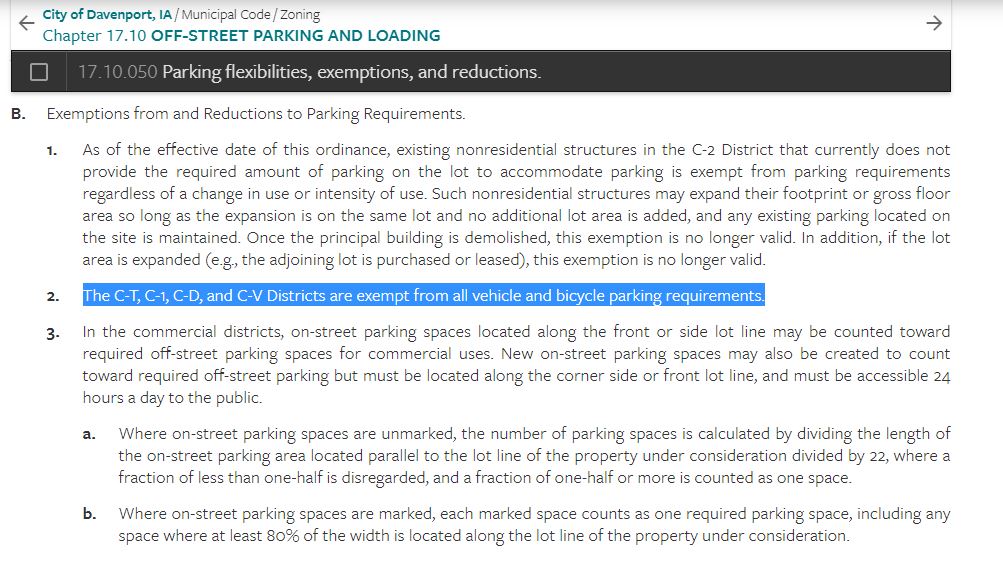 City of Davenport, IA / Municipal Code / Zoning
Chapter 17.10 OFF-STREET PARKING AND LOADING
17.10.050 Parking flexibilities, exemptions, and reductions.
B. Exemptions from and Reductions to Parking Requirements.
1. As of the effective date of this ordinance, existing nonresidential structures in the C-2 District that currently does not
provide the required amount of parking on the lot to accommodate parking is exempt from parking requirements
regardless of a change in use or intensity of use. Such nonresidential structures may expand their footprint or gross floor
area so long as the expansion is on the same lot and no additional lot area is added, and any existing parking located on
the site is maintained. Once the principal building is demolished, this exemption is no longer valid. In addition, if the lot
area is expanded (e.g., the adjoining lot is purchased or leased), this exemption is no longer valid.
2. The C-T, C-1, C-D, and C-V Districts are exempt from all vehicle and bicycle parking requirements.
3. In the commercial districts, on-street parking spaces located along the front or side lot line may be counted toward
required off-street parking spaces for commercial uses. New on-street parking spaces may also be created to count
toward required off-street parking but must be located along the corner side or front lot line, and must be accessible 24
hours a day to the public.
a. Where on-street parking spaces are unmarked, the number of parking spaces is calculated by dividing the length of
the on-street parking area located parallel to the lot line of the property under consideration divided by 22, where a
fraction of less than one-half is disregarded, and a fraction of one-half or more is counted as one space.
b. Where on-street parking spaces are marked, each marked space counts as one required parking space, including any
space where at least 80% of the width is located along the lot line of the property under consideration.